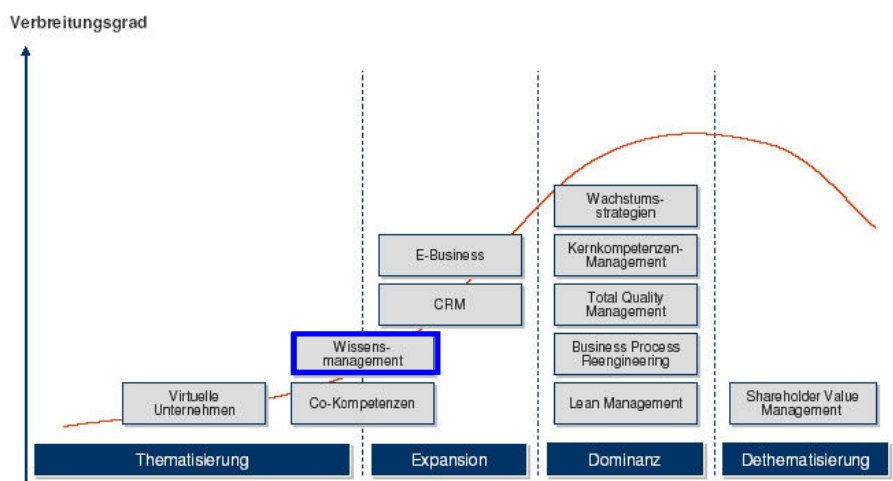 Verbreitungsgrad
Wachstums-
strategien
E-Business
Kernkompetenzen-
Management
CRM
Total Quality
Management
Wissens-
management
Business Process
Reengineering
Virtuelle
Unternehmen
Co-Kompetenzen
Lean Management
Shareholder Value
Management
Thematisierung
Expansion
Dominanz
Dethematisierung